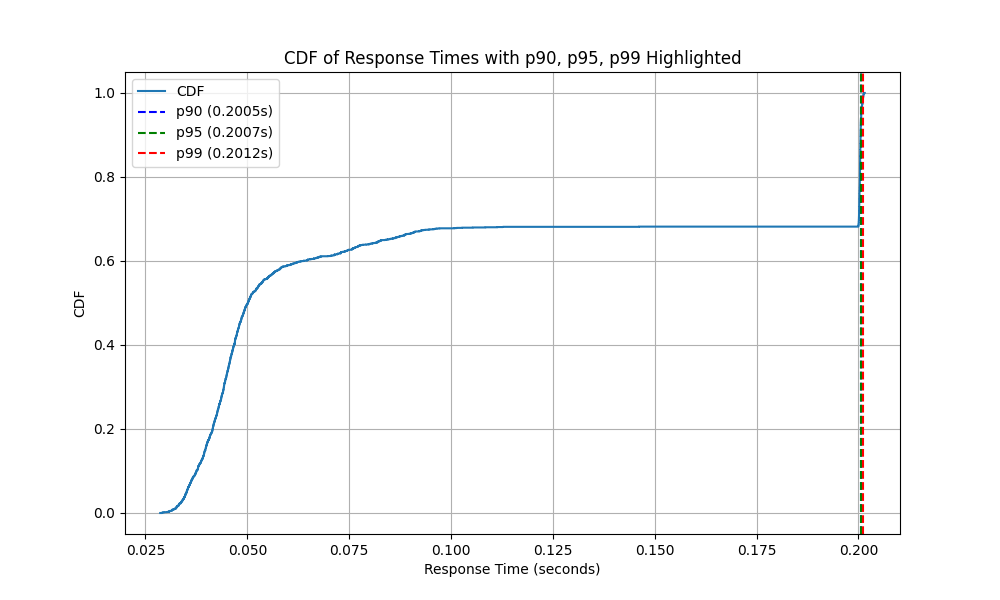 CDF of Response Times with p90, p95, p99 Highlighted
CDF
p90 (0.2005s)
p95 (0.2007s)
p99 (0.2012s)
1.0
0.8
0.6
0.4
0.2
0.0
CDF
0.025 0.050 0.075 0.100 0.125 0.150 0.175 0.200
Response Time (seconds)